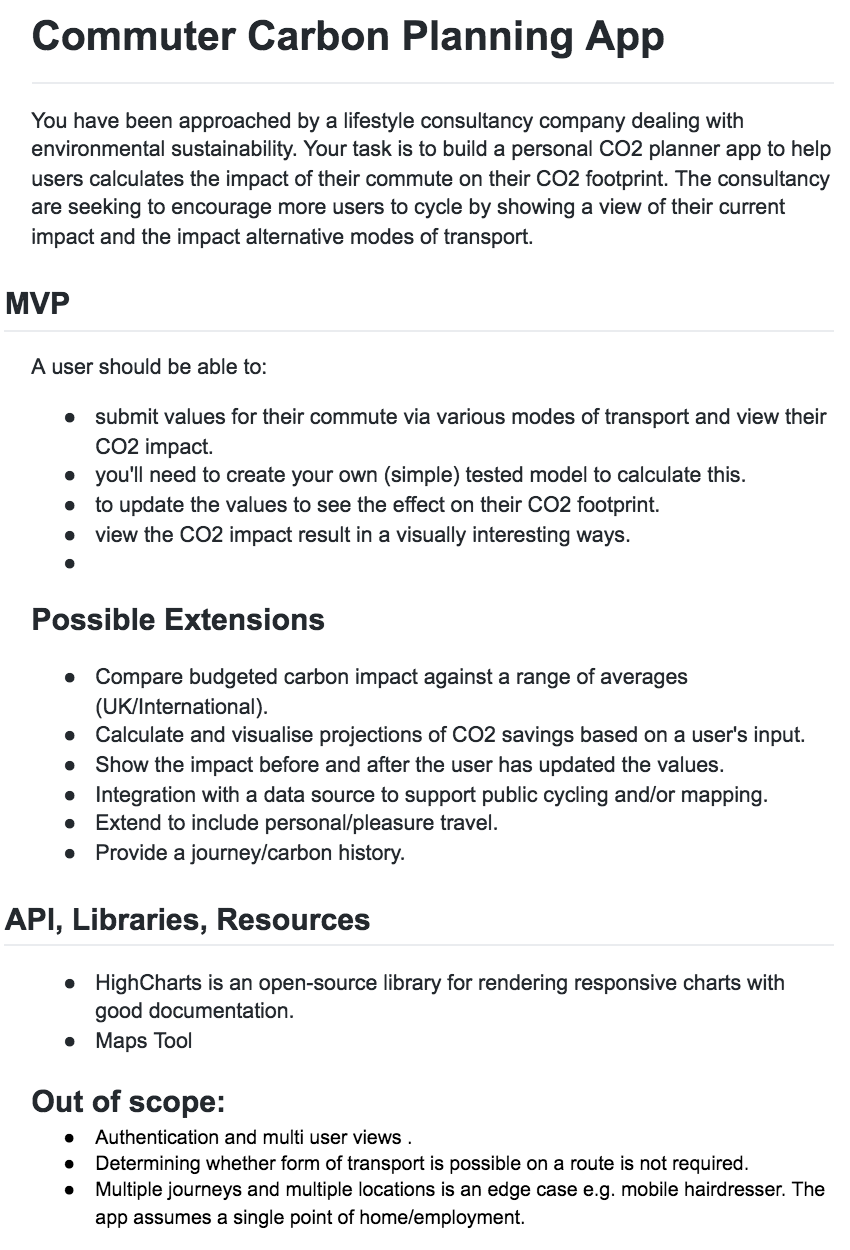 Commuter Carbon Planning App
You have been approached by a lifestyle consultancy company dealing with
environmental sustainability. Your task is to build a personal CO2 planner app to help
users calculates the impact of their commute on their CO2 footprint. The consultancy
are seeking to encourage more users to cycle by showing a view of their current
impact and the impact alternative modes of transport.
MVP
A user should be able to:
● submit values for their commute via various modes of transport and view their
CO2 impact.
● you'll need to create your own (simple) tested model to calculate this.
● to update the values to see the effect on their CO2 footprint.
● view the CO2 impact result in a visually interesting ways.
●
Possible Extensions
● Compare budgeted carbon impact against a range of averages
(UK/International).
● Calculate and visualise projections of CO2 savings based on a user's input.
● Show the impact before and after the user has updated the values.
● Integration with a data source to support public cycling and/or mapping.
● Extend to include personal/pleasure travel.
● Provide a journey/carbon history.
API, Libraries, Resources
● HighCharts is an open-source library for rendering responsive charts with
good documentation.
● Maps Tool
Out of scope:
● Authentication and multi user views .
● Determining whether form of transport is possible on a route is not required.
● Multiple journeys and multiple locations is an edge case e.g. mobile hairdresser. The
app assumes a single point of home/employment.